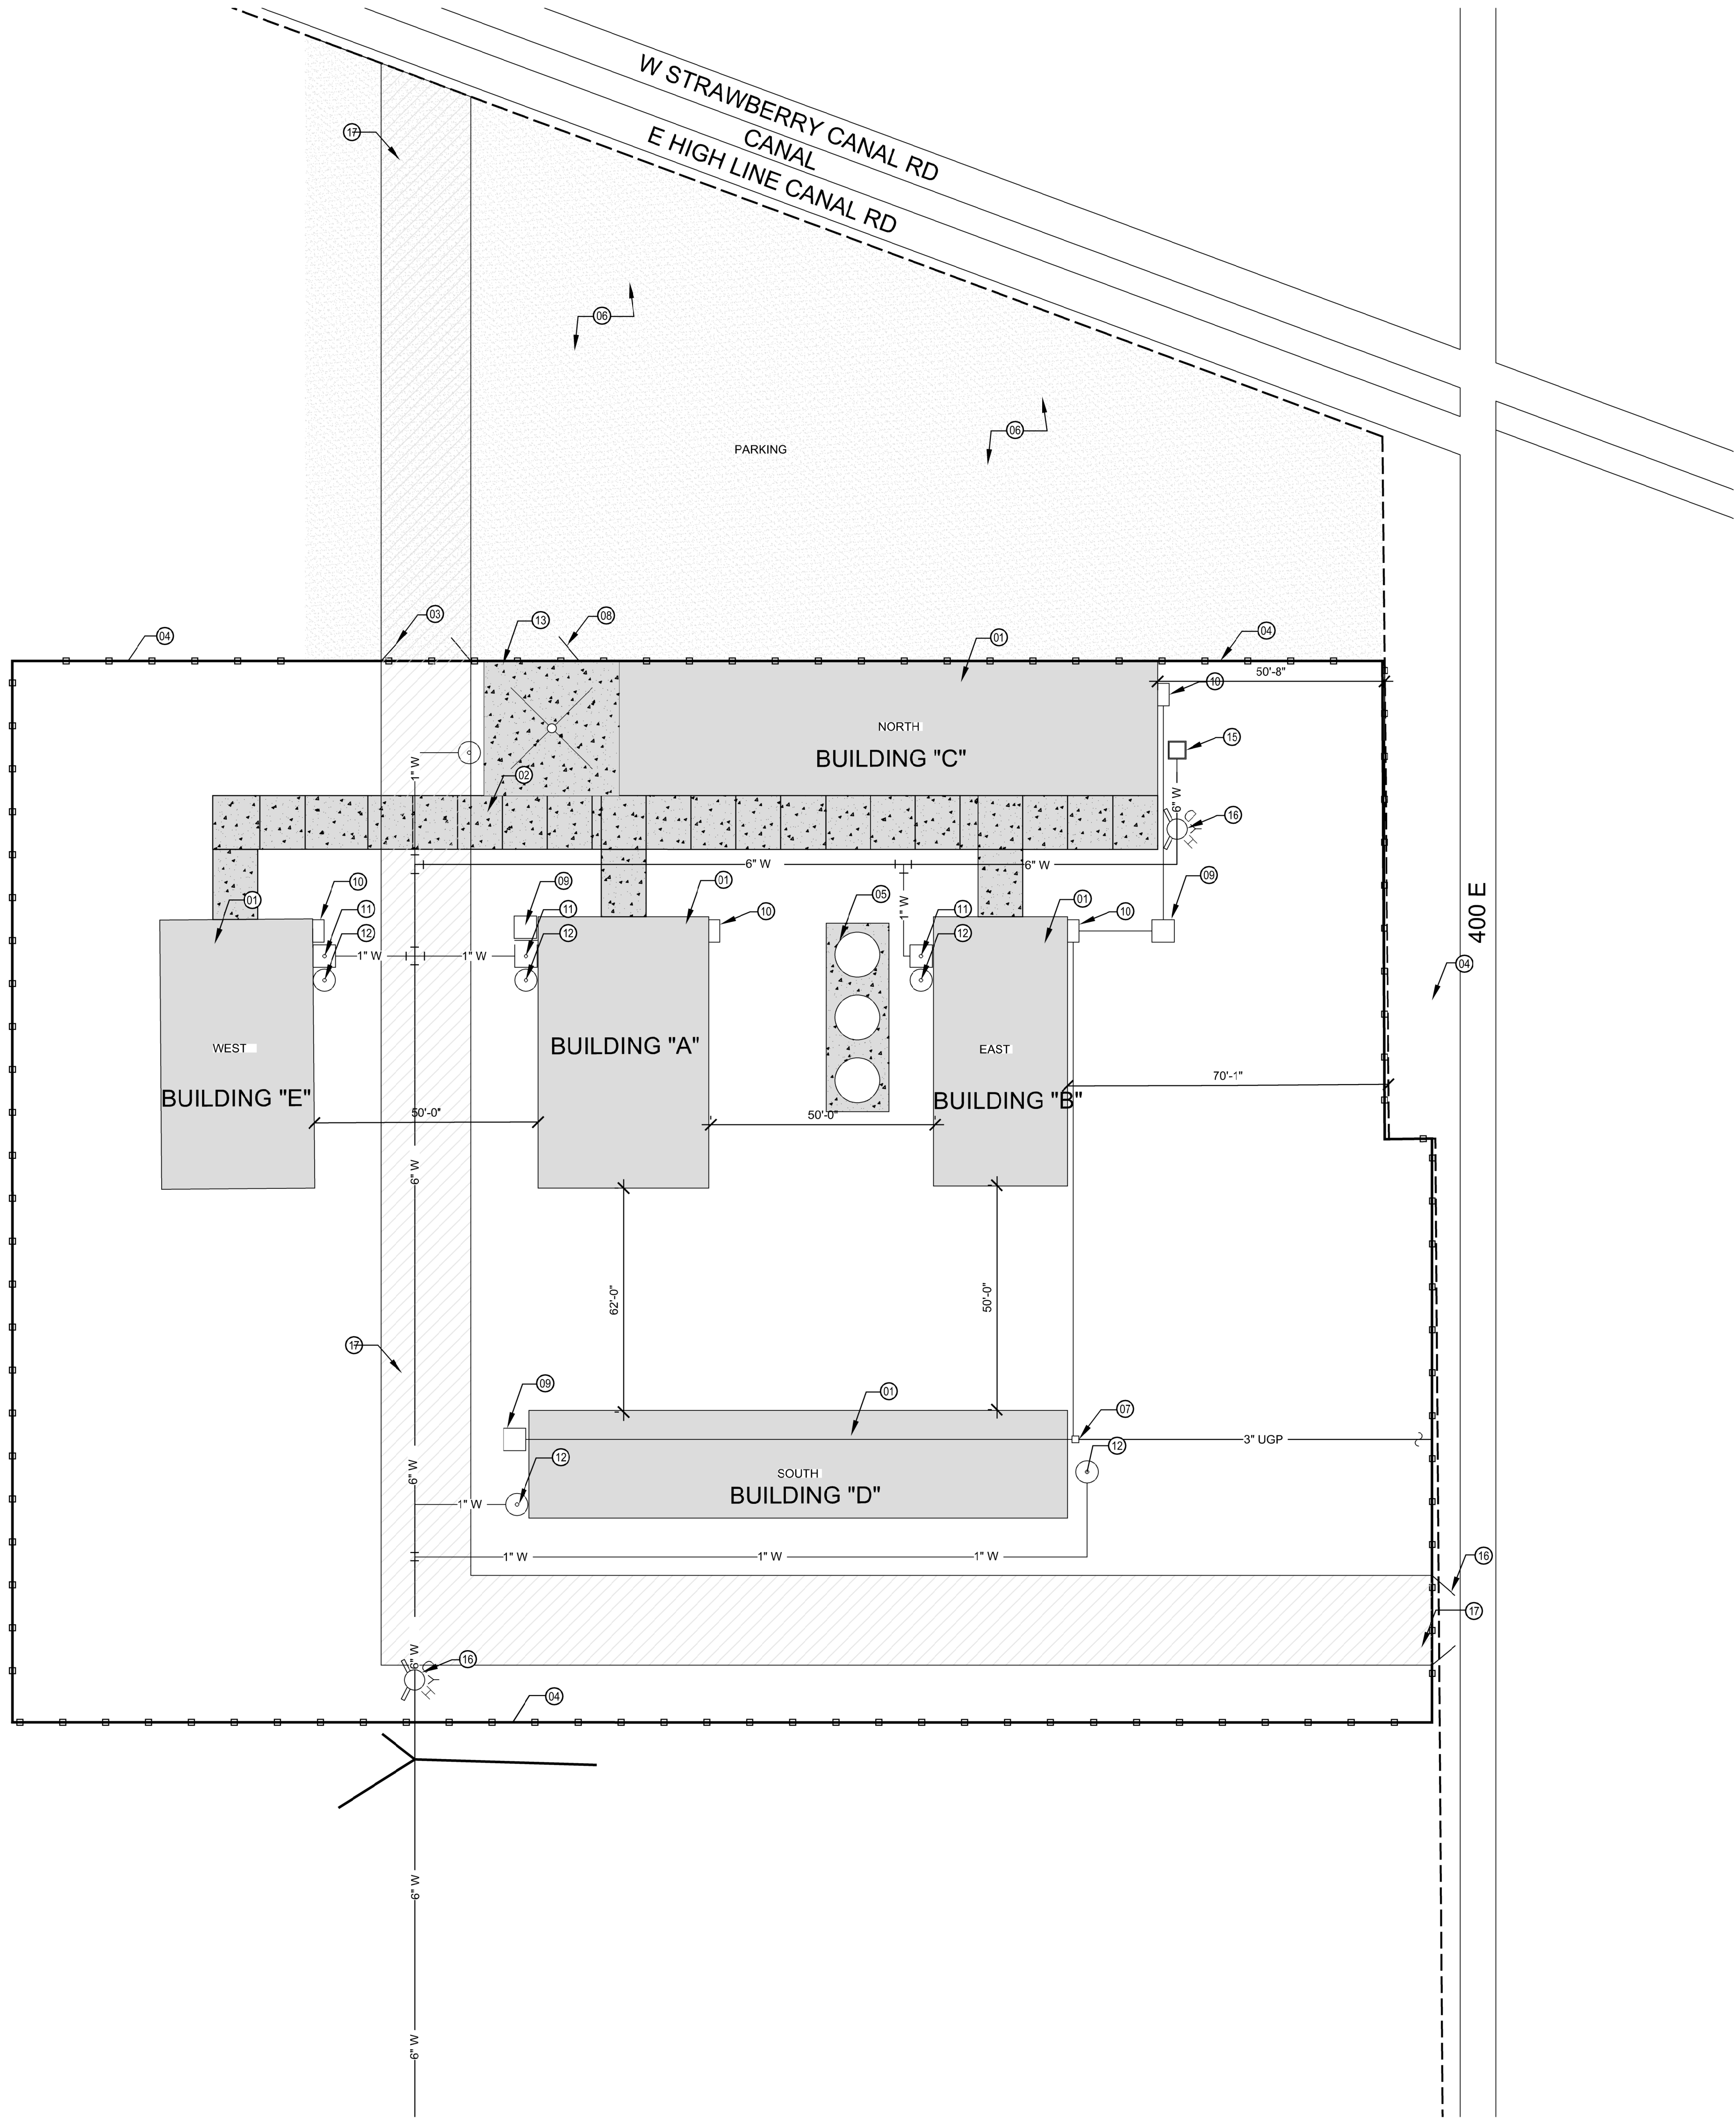 W STRAWBERRY CANAL RD
CANAL
E HIGH LINE CANAL RD
17
06
06
PARKING
03
13
08
04
01
04
50'-8"
10
NORTH
BUILDING "C"
15
1" W
02
6" W
16
HYD
6" W
6" W
09
05
10
09
01
01
01
400 E
11
11
1" W
11
10
10
12
12
12
1" W
1" W
04
WEST
BUILDING "A"
EAST
BUILDING "E"
BUILDING "B"
70'-1"
50'-0"
50'-0"
6" W
62'-0"
50'-0"
17
09
01
07
3" UGP
12
12
6" W
SOUTH
BUILDING "D"
1" W
1" W
1" W
1" W
16
17
6" W
16
HYD
04
6" W
6" W